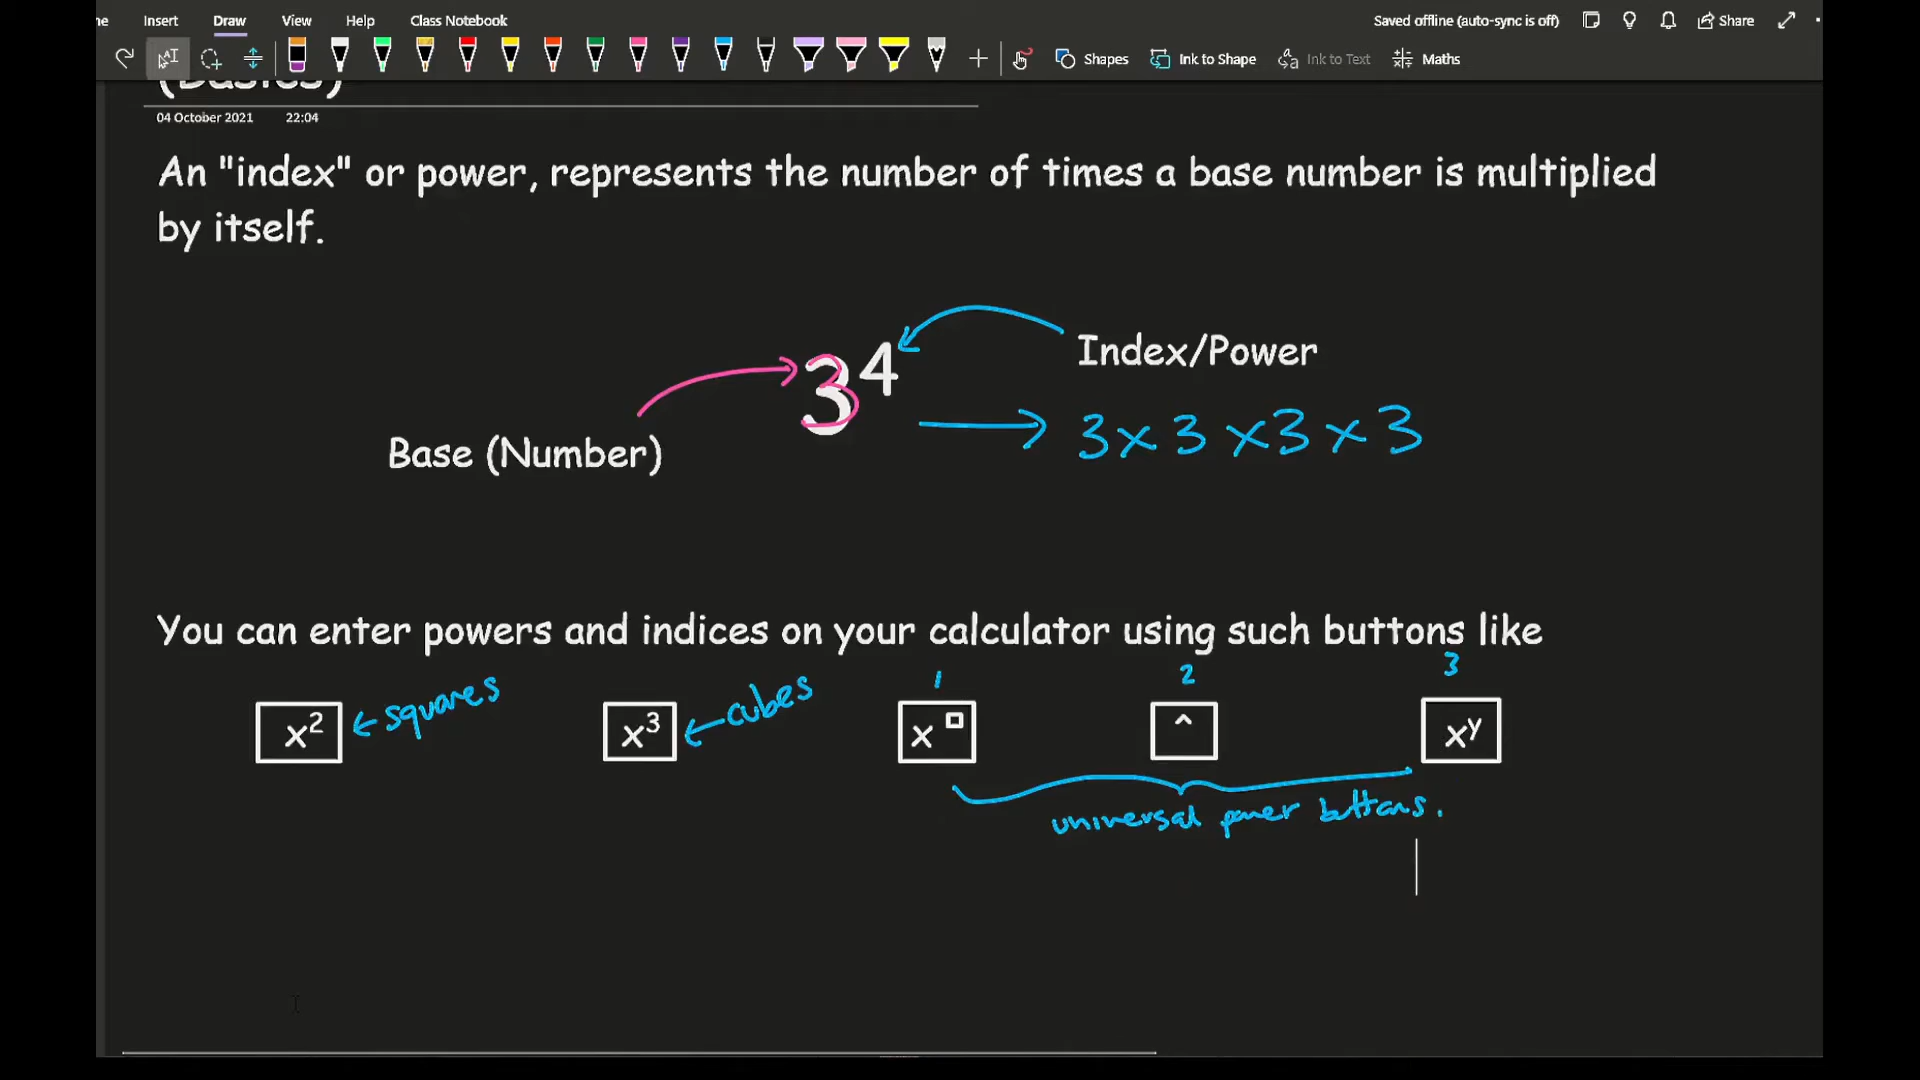 Insert Draw View Help Class Notebook Saved offline (auto-sync is off) Share
Shapes Ink to Shape Ink to Text Maths
(Basics)
04 October 2021 22:04
An "index" or power, represents the number of times a base number is multiplied
by itself.
3⁴
Index/Power
3 x 3 x 3 x 3
Base (Number)
You can enter powers and indices on your calculator using such buttons like
1 2 3
x² ← squares x³ ← cubes x▫ ^ xʸ
universal power buttons.